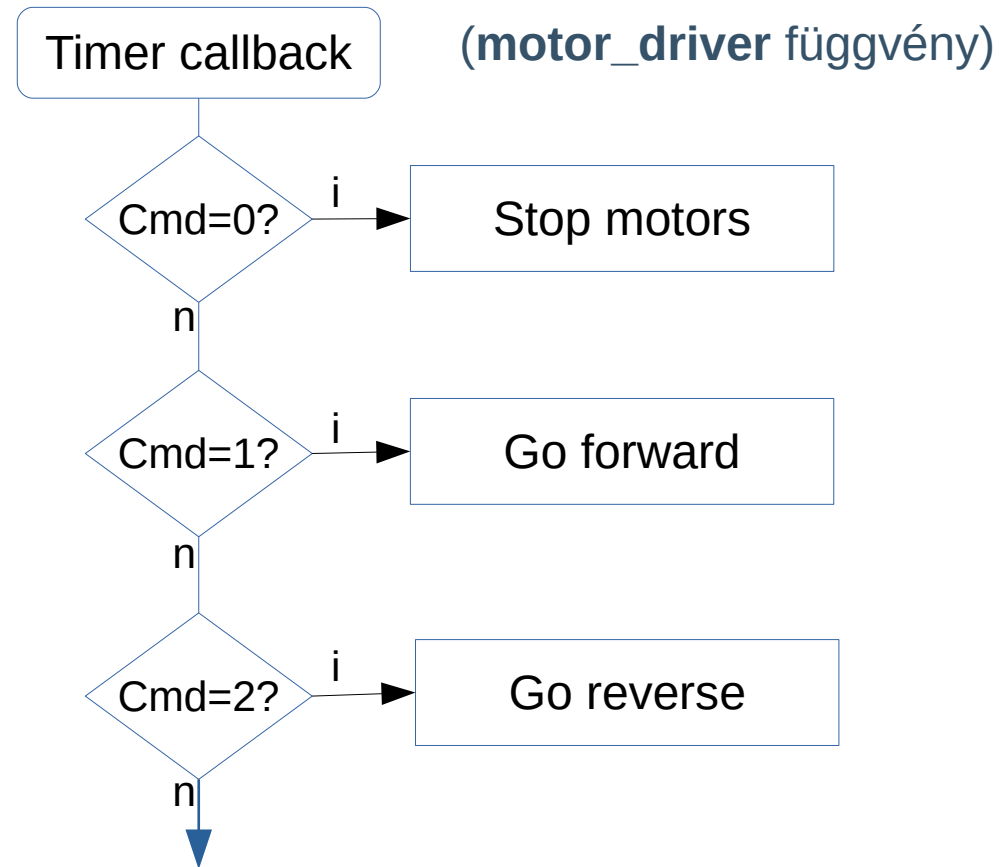 Timer callback
(motor_driver függvény)
Cmd=0?
i
Stop motors
n
Cmd=1?
i
Go forward
n
Cmd=2?
i
Go reverse
n